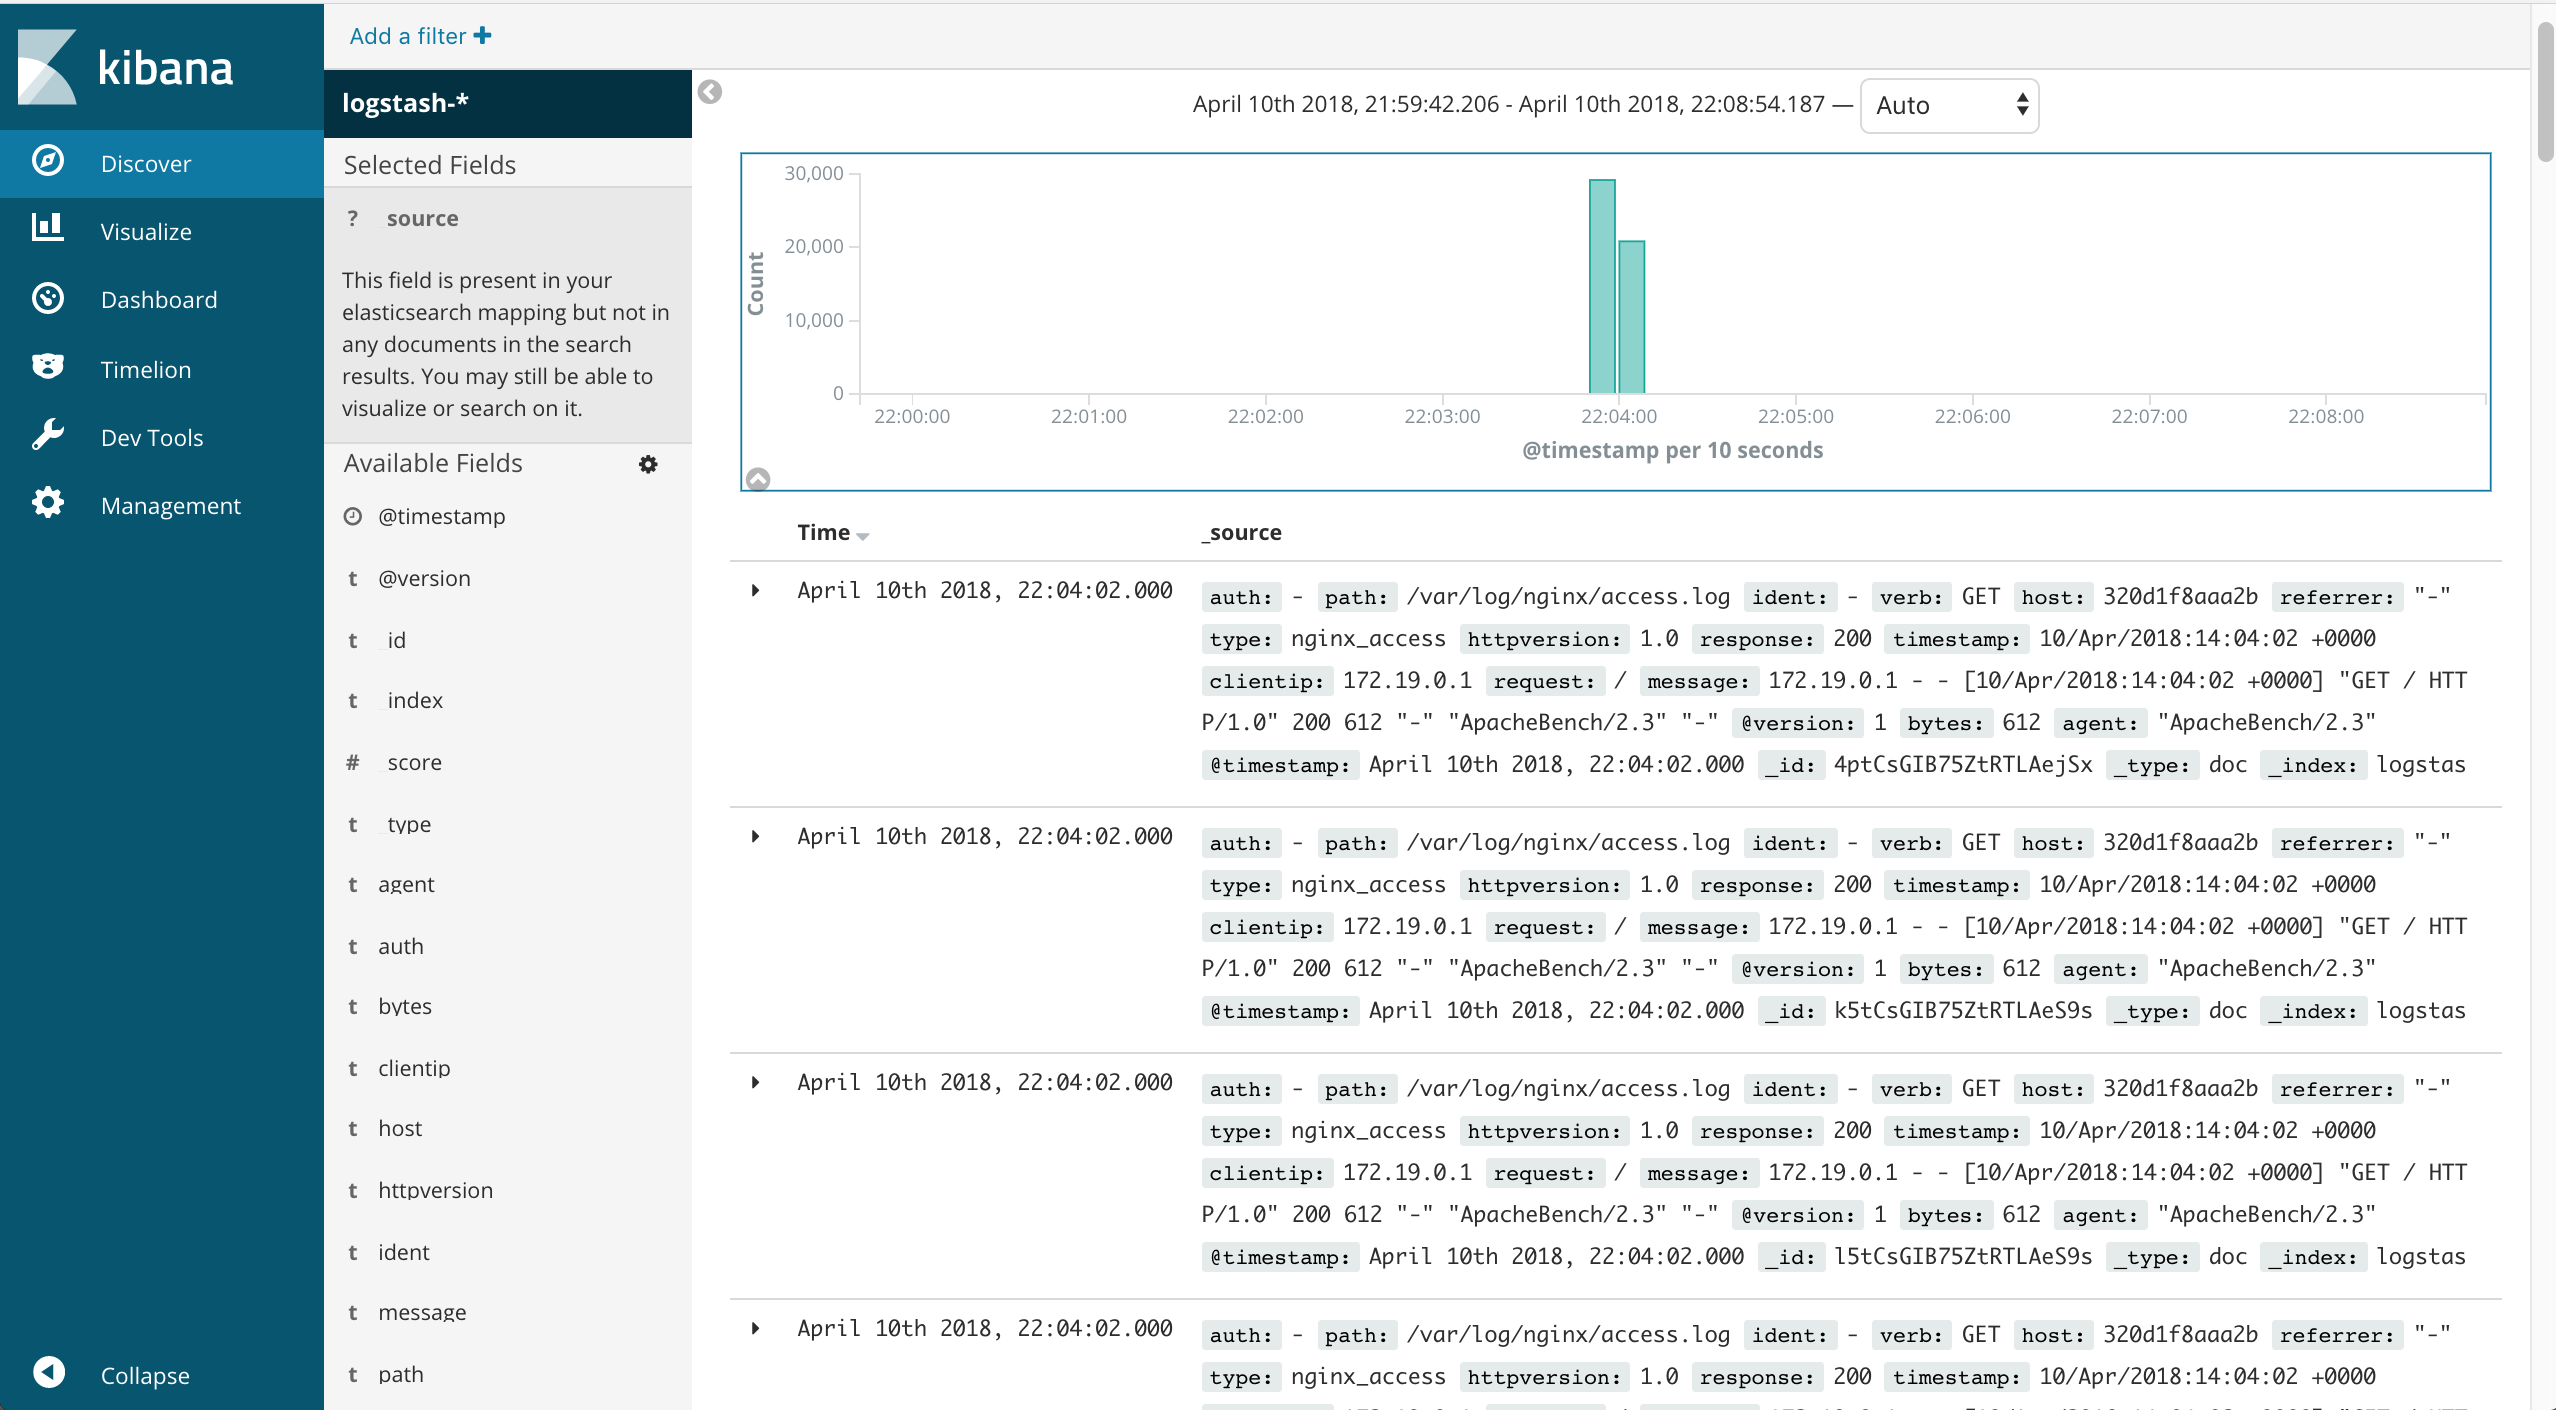 kibana
Discover
Visualize
Dashboard
Timelion
Dev Tools
Management
Collapse
Add a filter
logstash-*
Selected Fields
? _source
This field is present in your
elasticsearch mapping but not in
any documents in the search
results. You may still be able to
visualize or search on it.
Available Fields
@timestamp
t @version
t _id
t _index
# _score
t _type
t agent
t auth
t bytes
t clientip
t host
t httpversion
t ident
t message
t path
April 10th 2018, 21:59:42.206 - April 10th 2018, 22:08:54.187 — Auto
Count
30,000
20,000
10,000
0
22:00:00 22:01:00 22:02:00 22:03:00 22:04:00 22:05:00 22:06:00 22:07:00 22:08:00
@timestamp per 10 seconds
Time _source
April 10th 2018, 22:04:02.000 auth: - path: /var/log/nginx/access.log ident: - verb: GET host: 320d1f8aaa2b referrer: "-"
type: nginx_access httpversion: 1.0 response: 200 timestamp: 10/Apr/2018:14:04:02 +0000
clientip: 172.19.0.1 request: / message: 172.19.0.1 - - [10/Apr/2018:14:04:02 +0000] "GET / HTT
P/1.0" 200 612 "-" "ApacheBench/2.3" "-" @version: 1 bytes: 612 agent: "ApacheBench/2.3"
@timestamp: April 10th 2018, 22:04:02.000 _id: 4ptCsGIB75ZtRTLAejSx _type: doc _index: logstas
April 10th 2018, 22:04:02.000 auth: - path: /var/log/nginx/access.log ident: - verb: GET host: 320d1f8aaa2b referrer: "-"
type: nginx_access httpversion: 1.0 response: 200 timestamp: 10/Apr/2018:14:04:02 +0000
clientip: 172.19.0.1 request: / message: 172.19.0.1 - - [10/Apr/2018:14:04:02 +0000] "GET / HTT
P/1.0" 200 612 "-" "ApacheBench/2.3" "-" @version: 1 bytes: 612 agent: "ApacheBench/2.3"
@timestamp: April 10th 2018, 22:04:02.000 _id: k5tCsGIB75ZtRTLAeS9s _type: doc _index: logstas
April 10th 2018, 22:04:02.000 auth: - path: /var/log/nginx/access.log ident: - verb: GET host: 320d1f8aaa2b referrer: "-"
type: nginx_access httpversion: 1.0 response: 200 timestamp: 10/Apr/2018:14:04:02 +0000
clientip: 172.19.0.1 request: / message: 172.19.0.1 - - [10/Apr/2018:14:04:02 +0000] "GET / HTT
P/1.0" 200 612 "-" "ApacheBench/2.3" "-" @version: 1 bytes: 612 agent: "ApacheBench/2.3"
@timestamp: April 10th 2018, 22:04:02.000 _id: l5tCsGIB75ZtRTLAeS9s _type: doc _index: logstas
April 10th 2018, 22:04:02.000 auth: - path: /var/log/nginx/access.log ident: - verb: GET host: 320d1f8aaa2b referrer: "-"
type: nginx_access httpversion: 1.0 response: 200 timestamp: 10/Apr/2018:14:04:02 +0000